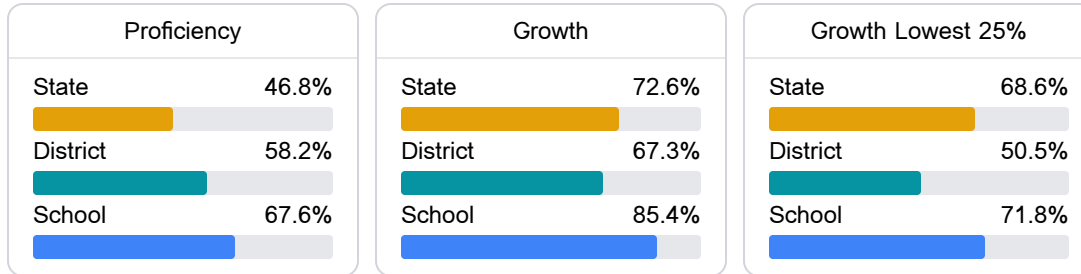 Proficiency
State 46.8%
District 58.2%
School 67.6%
Growth
State 72.6%
District 67.3%
School 85.4%
Growth Lowest 25%
State 68.6%
District 50.5%
School 71.8%